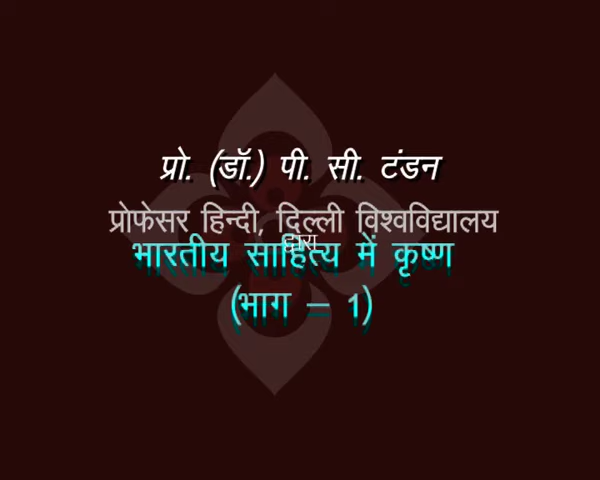 प्रो. (डॉ.) पी. सी. टंडन
प्रोफेसर हिन्दी, दिल्ली विश्वविद्यालय
द्वारा
भारतीय साहित्य में कृष्ण
(भाग – 1)